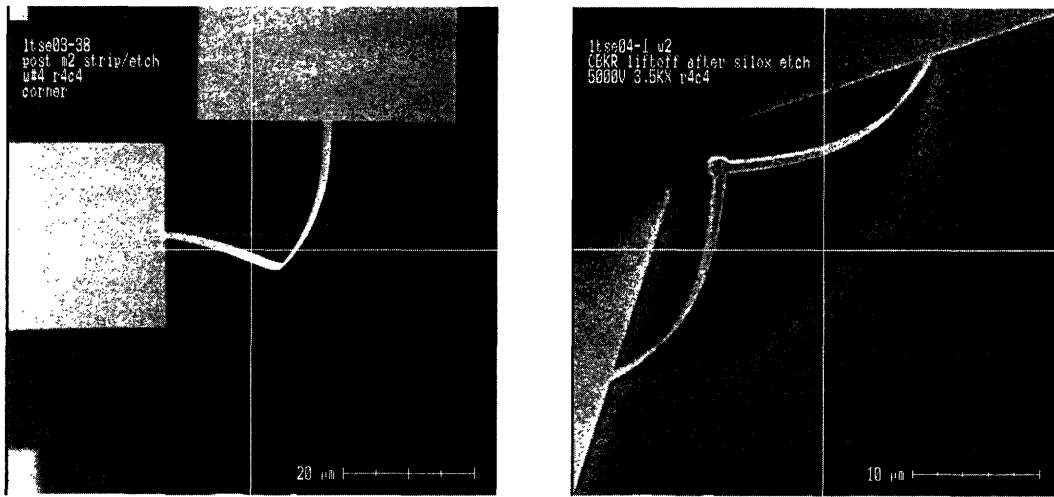 ltse03-38
post m2 strip/etch
w#4 r4c4
corner
20 µm
ltse04-1 w2
CBKR liftoff after silox etch
5000V 3.5KX r4c4
10 µm